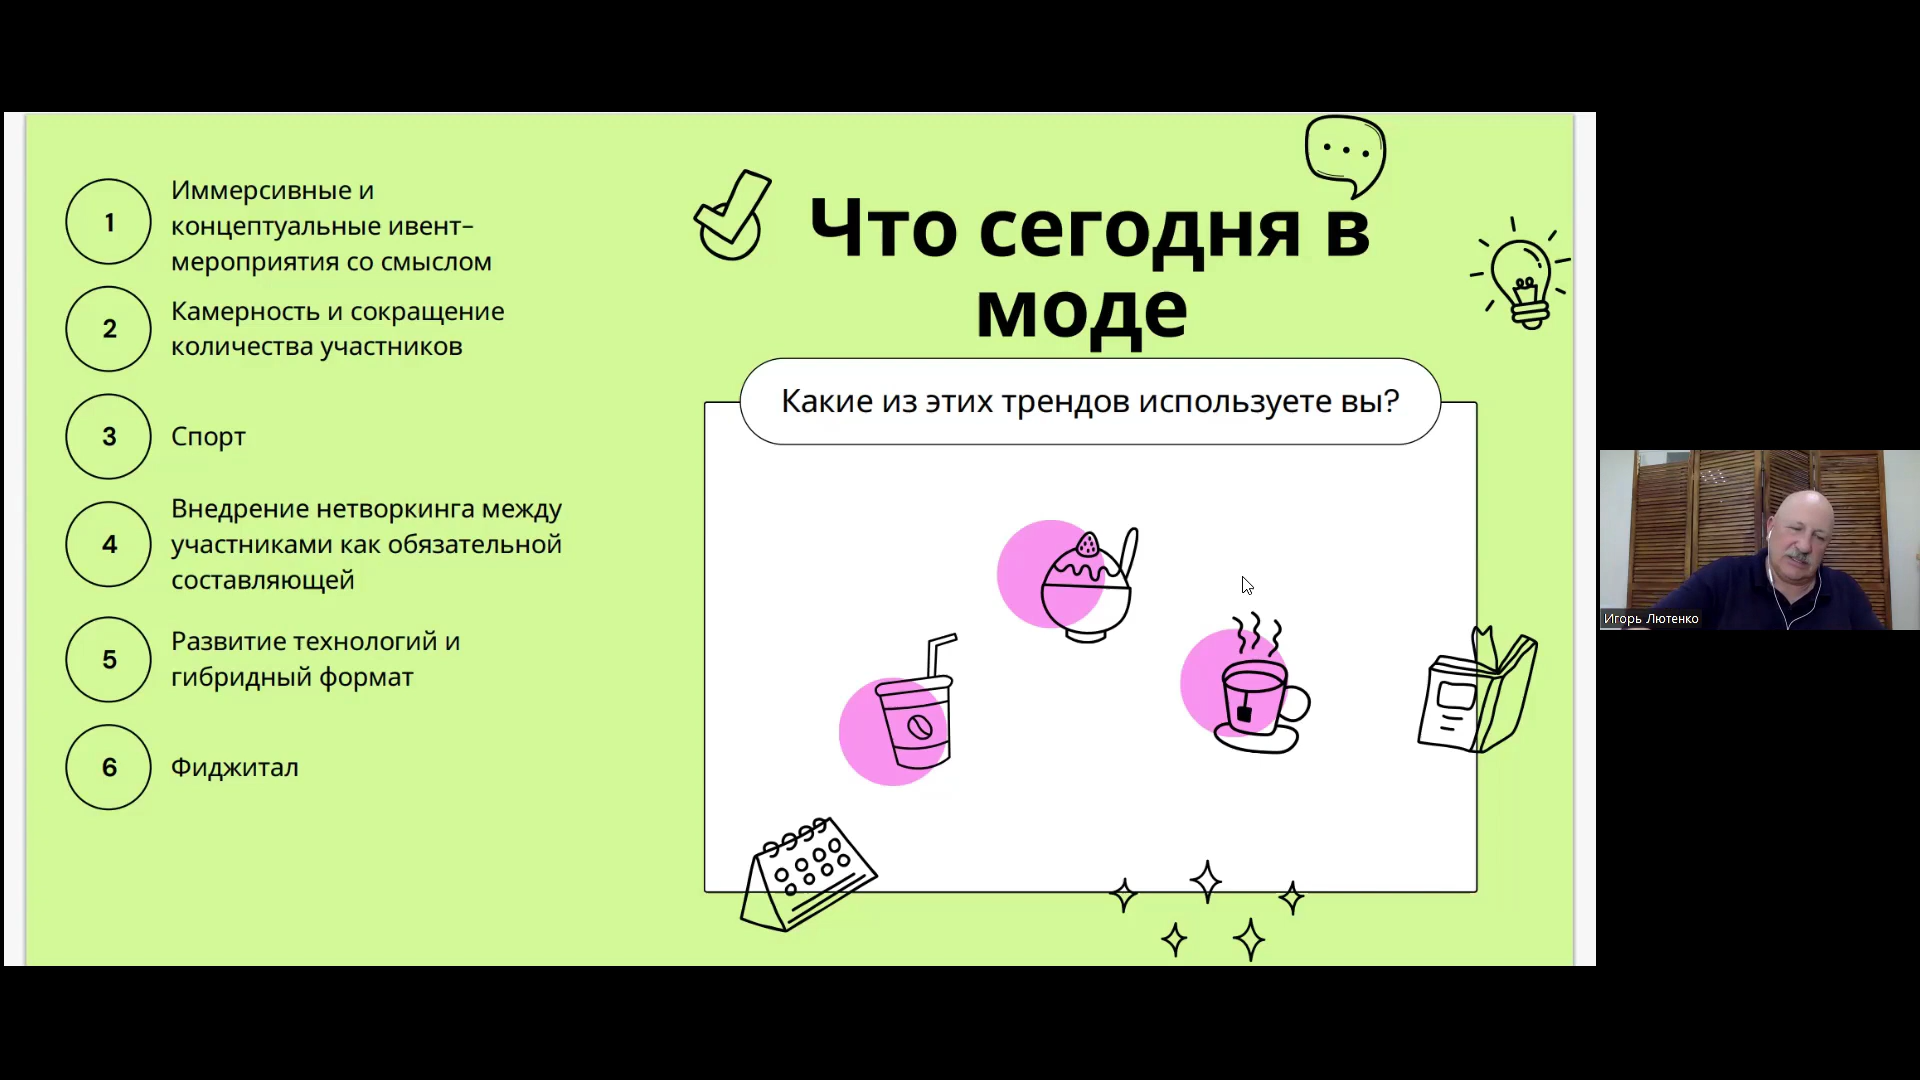 1
Иммерсивные и
концептуальные ивент-
мероприятия со смыслом
2
Камерность и сокращение
количества участников
3
Спорт
4
Внедрение нетворкинга между
участниками как обязательной
составляющей
5
Развитие технологий и
гибридный формат
6
Фиджитал
Что сегодня в
моде
Какие из этих трендов используете вы?
Игорь Лютенко